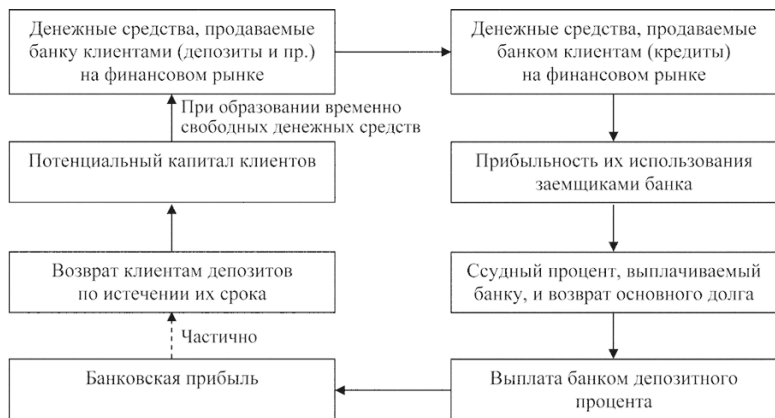 Денежные средства, продаваемые
банку клиентами (депозиты и пр.)
на финансовом рынке
Денежные средства, продаваемые
банком клиентам (кредиты)
на финансовом рынке
При образовании временно
свободных денежных средств
Потенциальный капитал клиентов
Прибыльность их использования
заемщиками банка
Возврат клиентам депозитов
по истечении их срока
Ссудный процент, выплачиваемый
банку, и возврат основного долга
Частично
Банковская прибыль
Выплата банком депозитного
процента